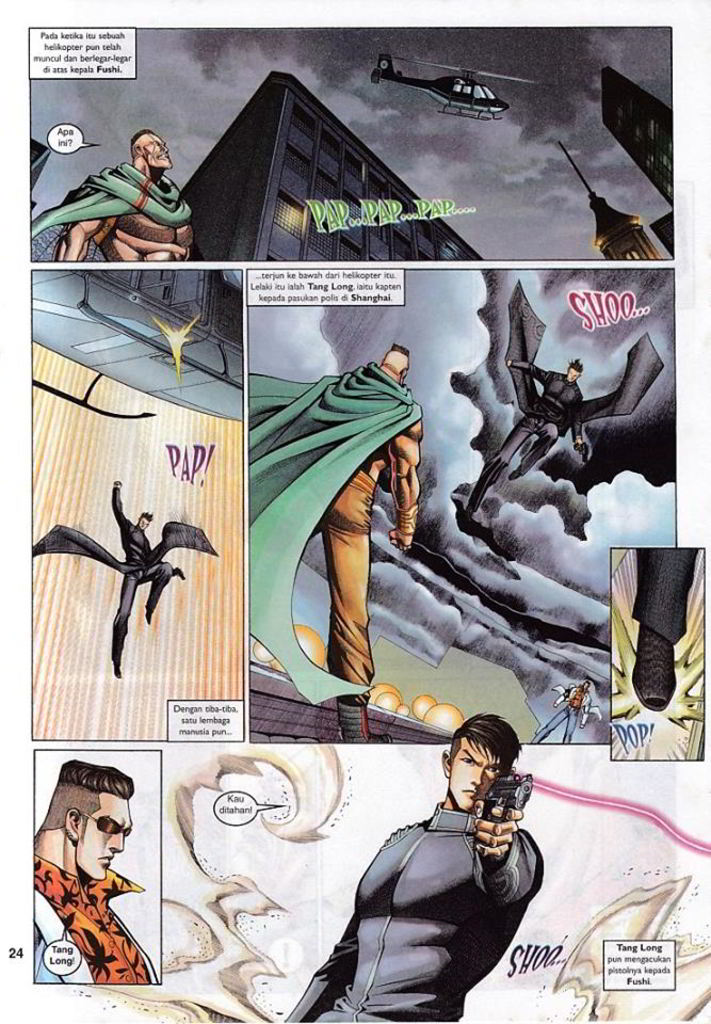 Pada ketika itu sebuah
helikopter pun telah
muncul dan berlegar-legar
di atas kepala Fushi.
Apa
ini?
PAP...PAP...PAP....
PAP!
Dengan tiba-tiba,
satu lembaga
manusia pun...
...terjun ke bawah dari helikopter itu.
Lelaki itu ialah Tang Long, iaitu kapten
kepada pasukan polis di Shanghai.
SHOO...
POP!
Tang
Long!
Kau
ditahan!
SHOO...
Tang Long
pun mengacukan
pistolnya kepada
Fushi.
24